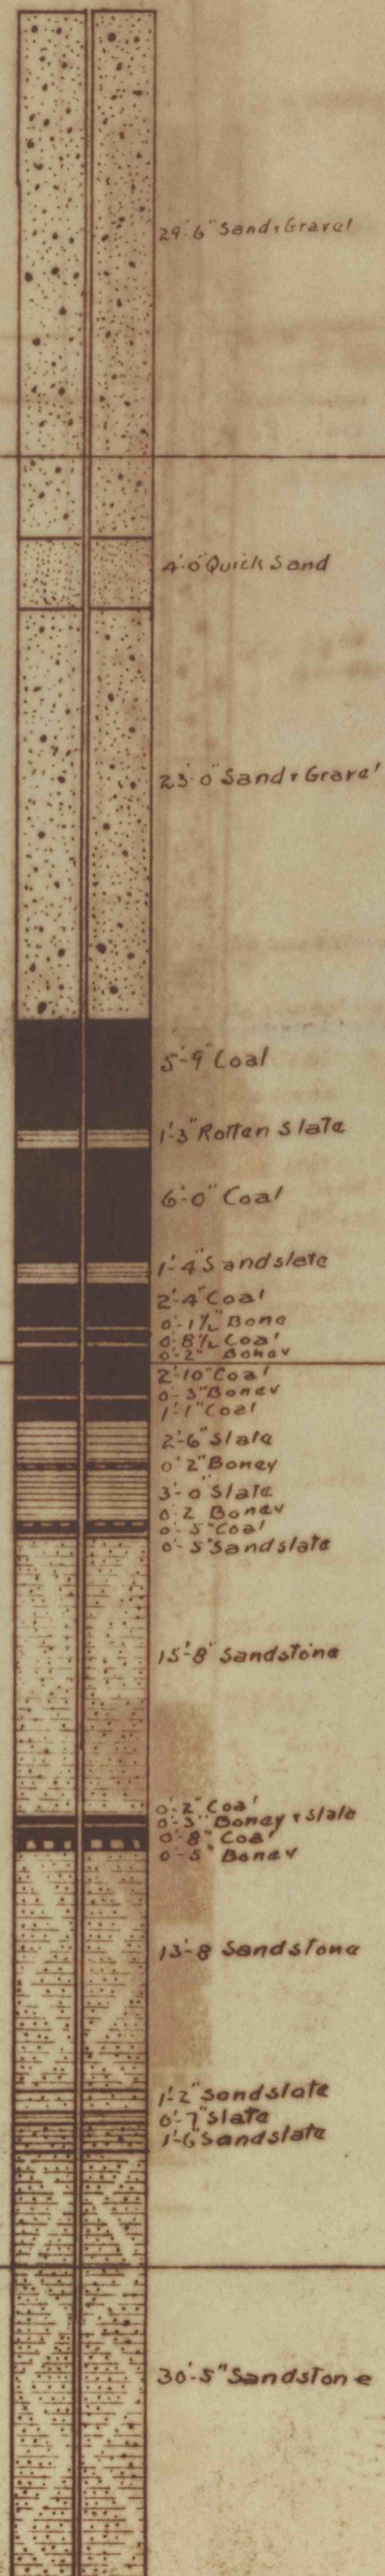 29'-6" Sand & Gravel
4'-0" Quick Sand
23'-0" Sand & Gravel
5'-9" Coal
1'-3" Rotten Slate
6'-0" Coal
1'-4" Sandslate
2'-4" Coal
0'-1½" Bone
0'-8½" Coal
0'-2" Boney
2'-10" Coal
0'-3" Boney
1'-1" Coal
2'-6" Slate
0'-2" Boney
3'-0" Slate
0'-2 Boney
0'-5" Coal
0'-5" Sandslate
15'-8" Sandstone
0'-2" Coal
0'-3" Boney & Slate
0'-8" Coal
0'-5" Boney
13'-8 Sandstone
1'-2" Sandslate
0'-7" Slate
1'-6" Sandslate
30'-5" Sandstone